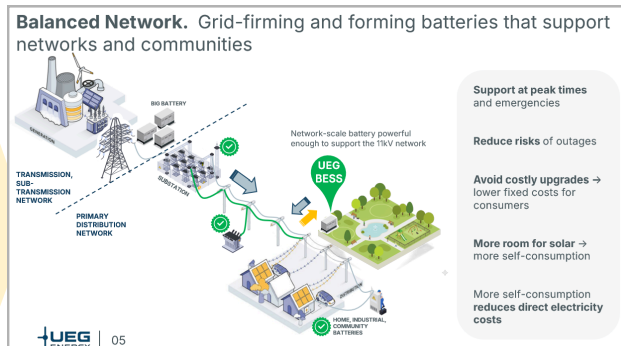 Balanced Network. Grid-firming and forming batteries that support
networks and communities
GENERATION
BIG BATTERY
TRANSMISSION,
SUB-
TRANSMISSION
NETWORK
PRIMARY
DISTRIBUTION
NETWORK
SUBSTATION
Network-scale battery powerful
enough to support the 11kV network
UEG
BESS
DISTRIBUTION
HOME, INDUSTRIAL,
COMMUNITY
BATTERIES
Support at peak times
and emergencies
Reduce risks of outages
Avoid costly upgrades →
lower fixed costs for
consumers
More room for solar →
more self-consumption
More self-consumption
reduces direct electricity
costs
UEG
ENERGY
05